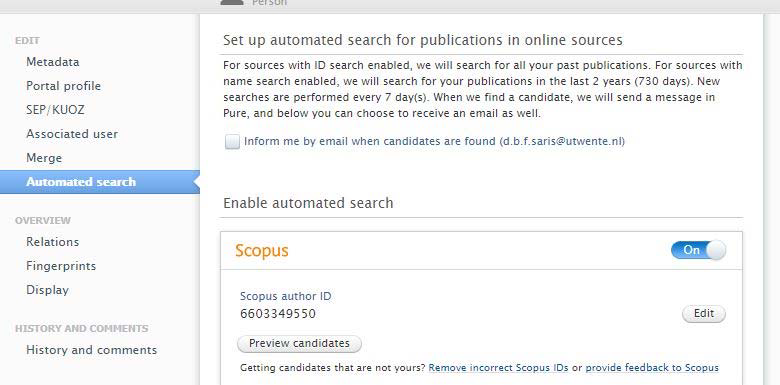 Person
EDIT
Metadata
Portal profile
SEP/KUOZ
Associated user
Merge
Automated search
OVERVIEW
Relations
Fingerprints
Display
HISTORY AND COMMENTS
History and comments
Set up automated search for publications in online sources
For sources with ID search enabled, we will search for all your past publications. For sources with
name search enabled, we will search for your publications in the last 2 years (730 days). New
searches are performed every 7 day(s). When we find a candidate, we will send a message in
Pure, and below you can choose to receive an email as well.
Inform me by email when candidates are found (d.b.f.saris@utwente.nl)
Enable automated search
Scopus
On
Scopus author ID
6603349550
Edit
Preview candidates
Getting candidates that are not yours? Remove incorrect Scopus IDs or provide feedback to Scopus